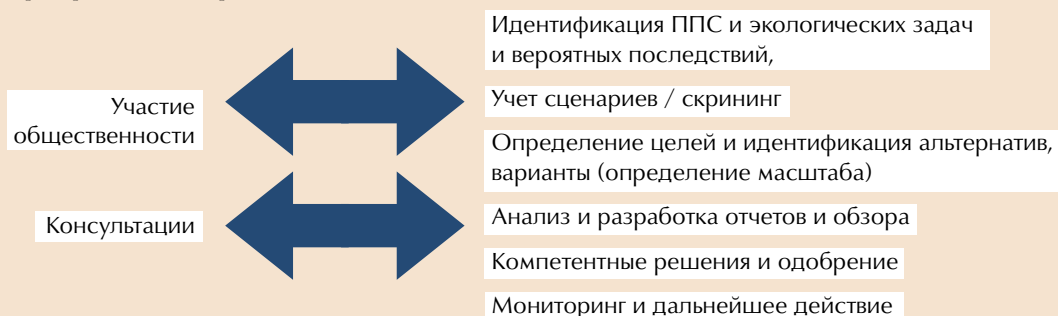 Идентификация ППС и экологических задач
и вероятных последствий,
Участие
общественности
Учет сценариев / скрининг
Определение целей и идентификация альтернатив,
варианты (определение масштаба)
Консультации
Анализ и разработка отчетов и обзора
Компетентные решения и одобрение
Мониторинг и дальнейшее действие